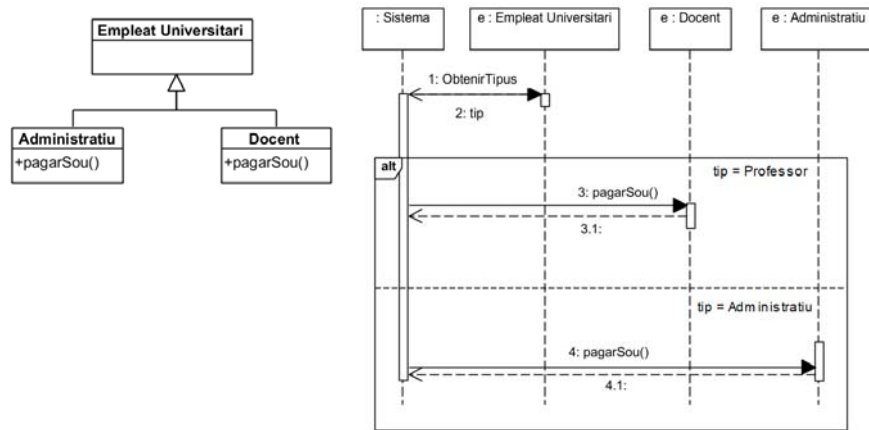 Empleat Universitari
Administratiu
+pagarSou()
Docent
+pagarSou()
: Sistema
e : Empleat Universitari
e : Docent
e : Administratiu
1: ObtenirTipus
2: tip
alt
tip = Professor
3: pagarSou()
3.1:
tip = Administratiu
4: pagarSou()
4.1: